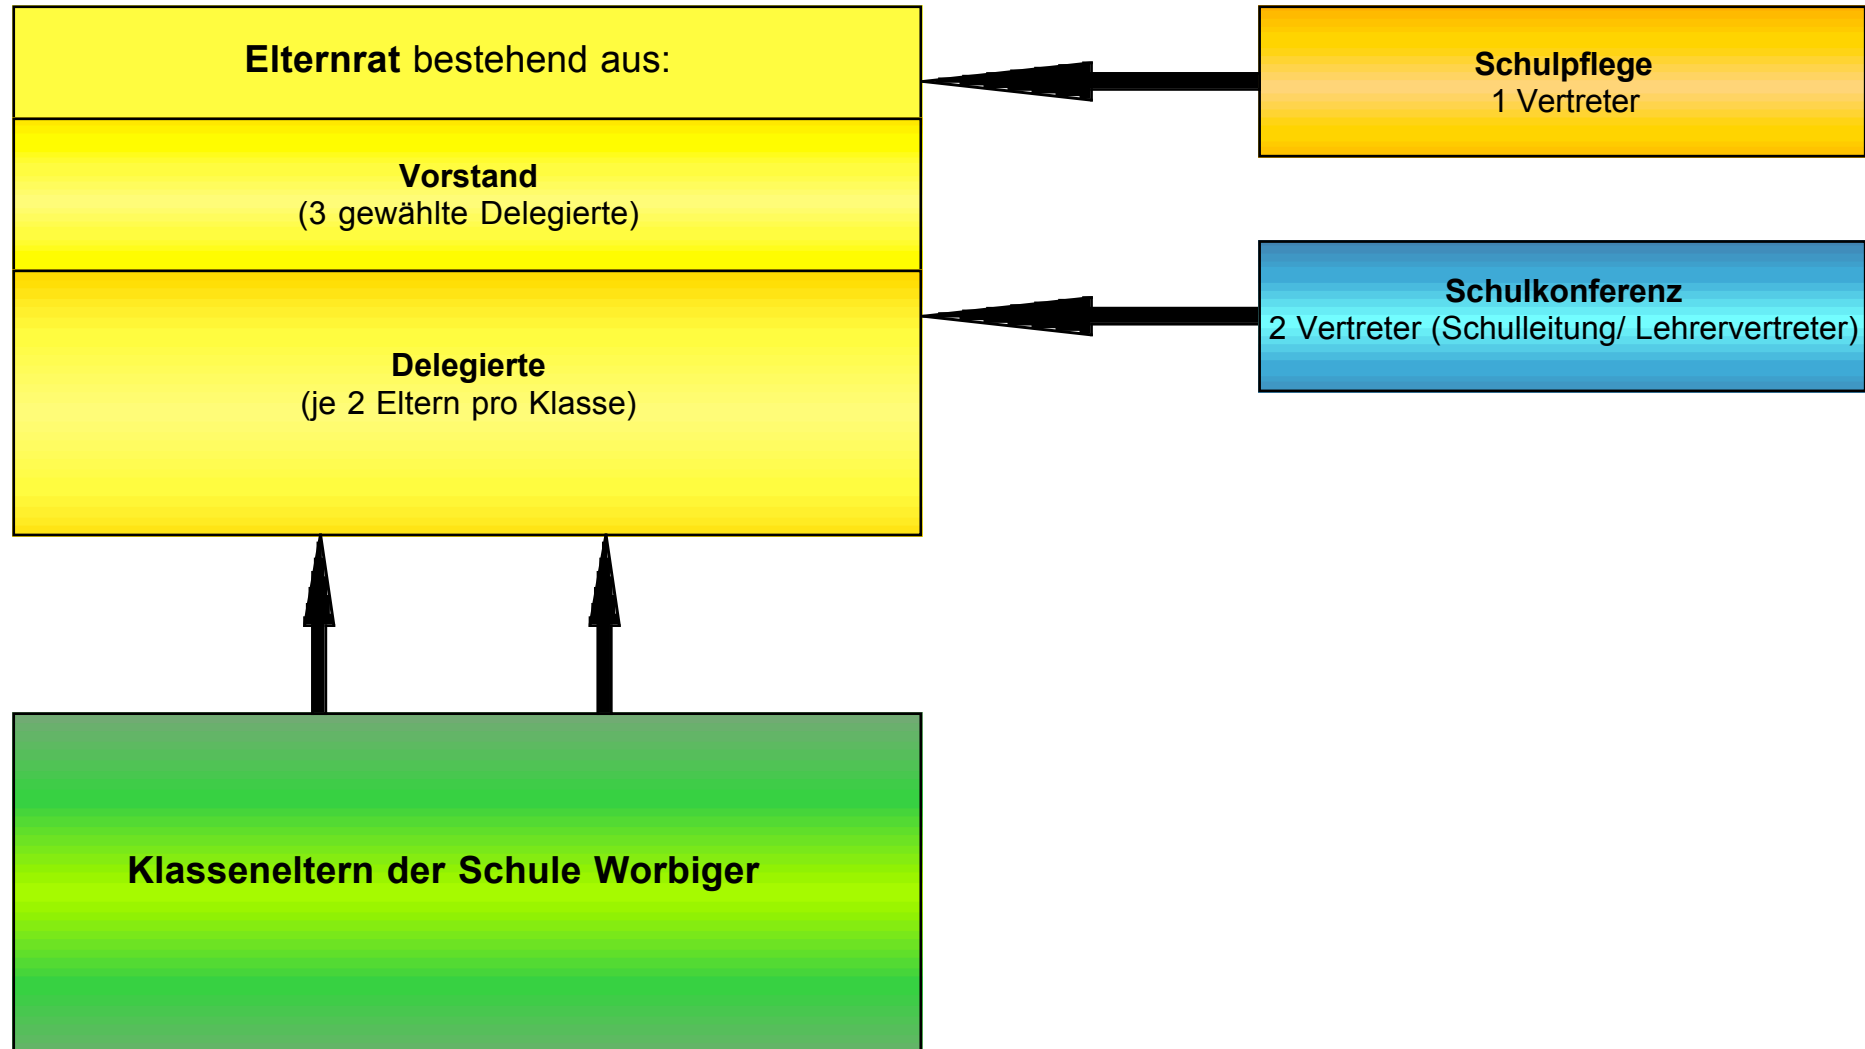 Elternrat bestehend aus:
Vorstand
(3 gewählte Delegierte)
Delegierte
(je 2 Eltern pro Klasse)
Schulpflege
1 Vertreter
Schulkonferenz
2 Vertreter (Schulleitung/ Lehrervertreter)
Klasseneltern der Schule Worbiger